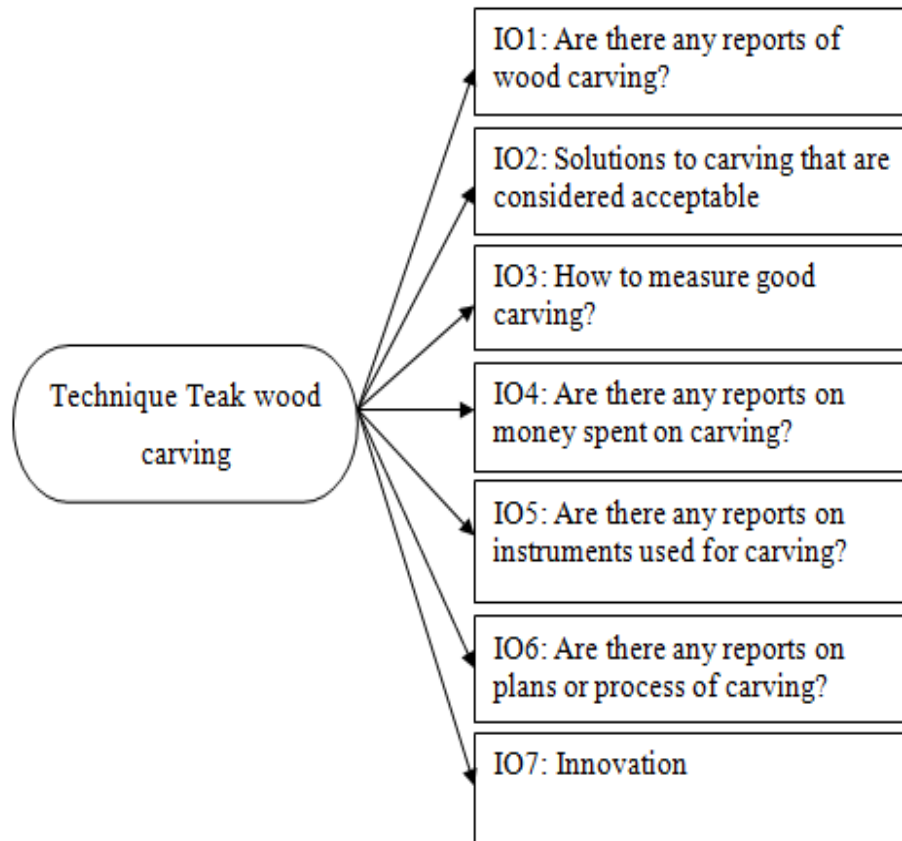 Technique Teak wood
carving
IO1: Are there any reports of
wood carving?
IO2: Solutions to carving that are
considered acceptable
IO3: How to measure good
carving?
IO4: Are there any reports on
money spent on carving?
IO5: Are there any reports on
instruments used for carving?
IO6: Are there any reports on
plans or process of carving?
IO7: Innovation